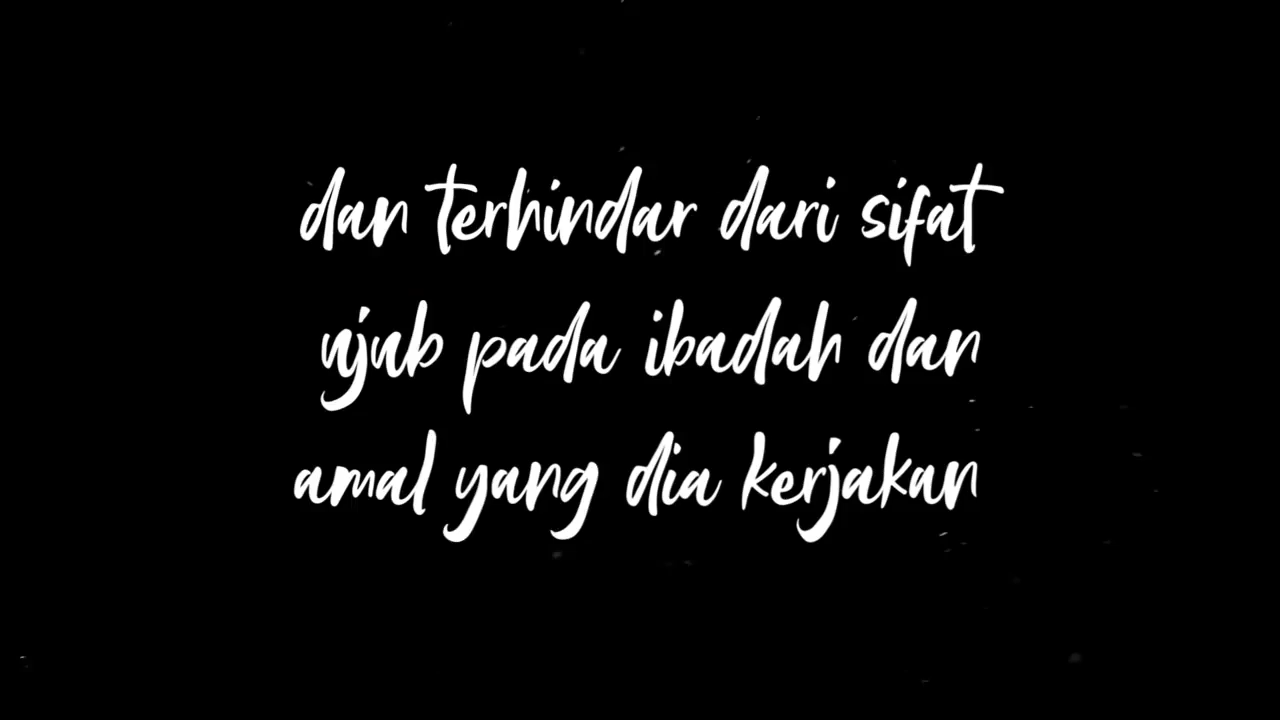 dan terhindar dari sifat
ujub pada ibadah dan
amal yang dia kerjakan